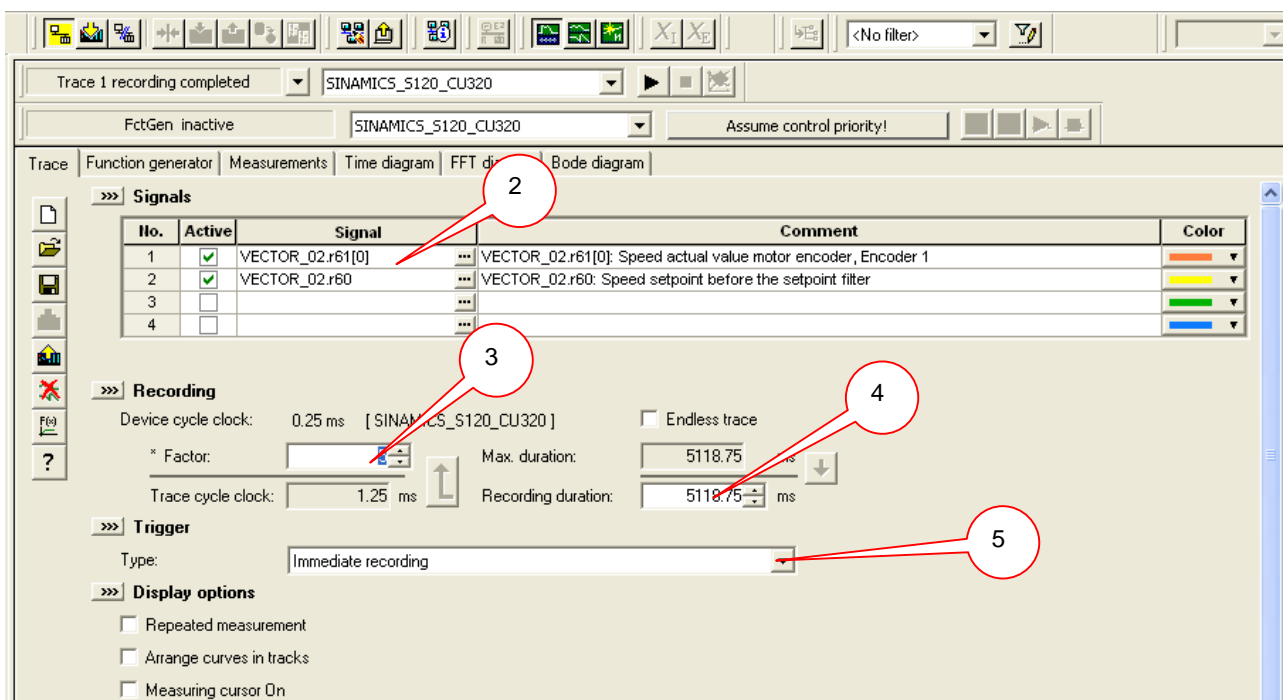 <No filter>
Trace 1 recording completed SINAMICS_S120_CU320
FctGen inactive SINAMICS_S120_CU320 Assume control priority!
Trace Function generator Measurements Time diagram FFT Bode diagram
2
>>> Signals
No. Active Signal Comment Color
1 VECTOR_02.r61[0] ... VECTOR_02.r61[0]: Speed actual value motor encoder, Encoder 1
2 VECTOR_02.r60 ... VECTOR_02.r60: Speed setpoint before the setpoint filter
3 ...
4 ...
3
4
>>> Recording
Device cycle clock: 0.25 ms [ SINAMICS_S120_CU320 ] Endless trace
* Factor: Max. duration: 5118.75 ms
Trace cycle clock: 1.25 ms Recording duration: 5118.75 ms
>>> Trigger
5
Type: Immediate recording
>>> Display options
Repeated measurement
Arrange curves in tracks
Measuring cursor On
?